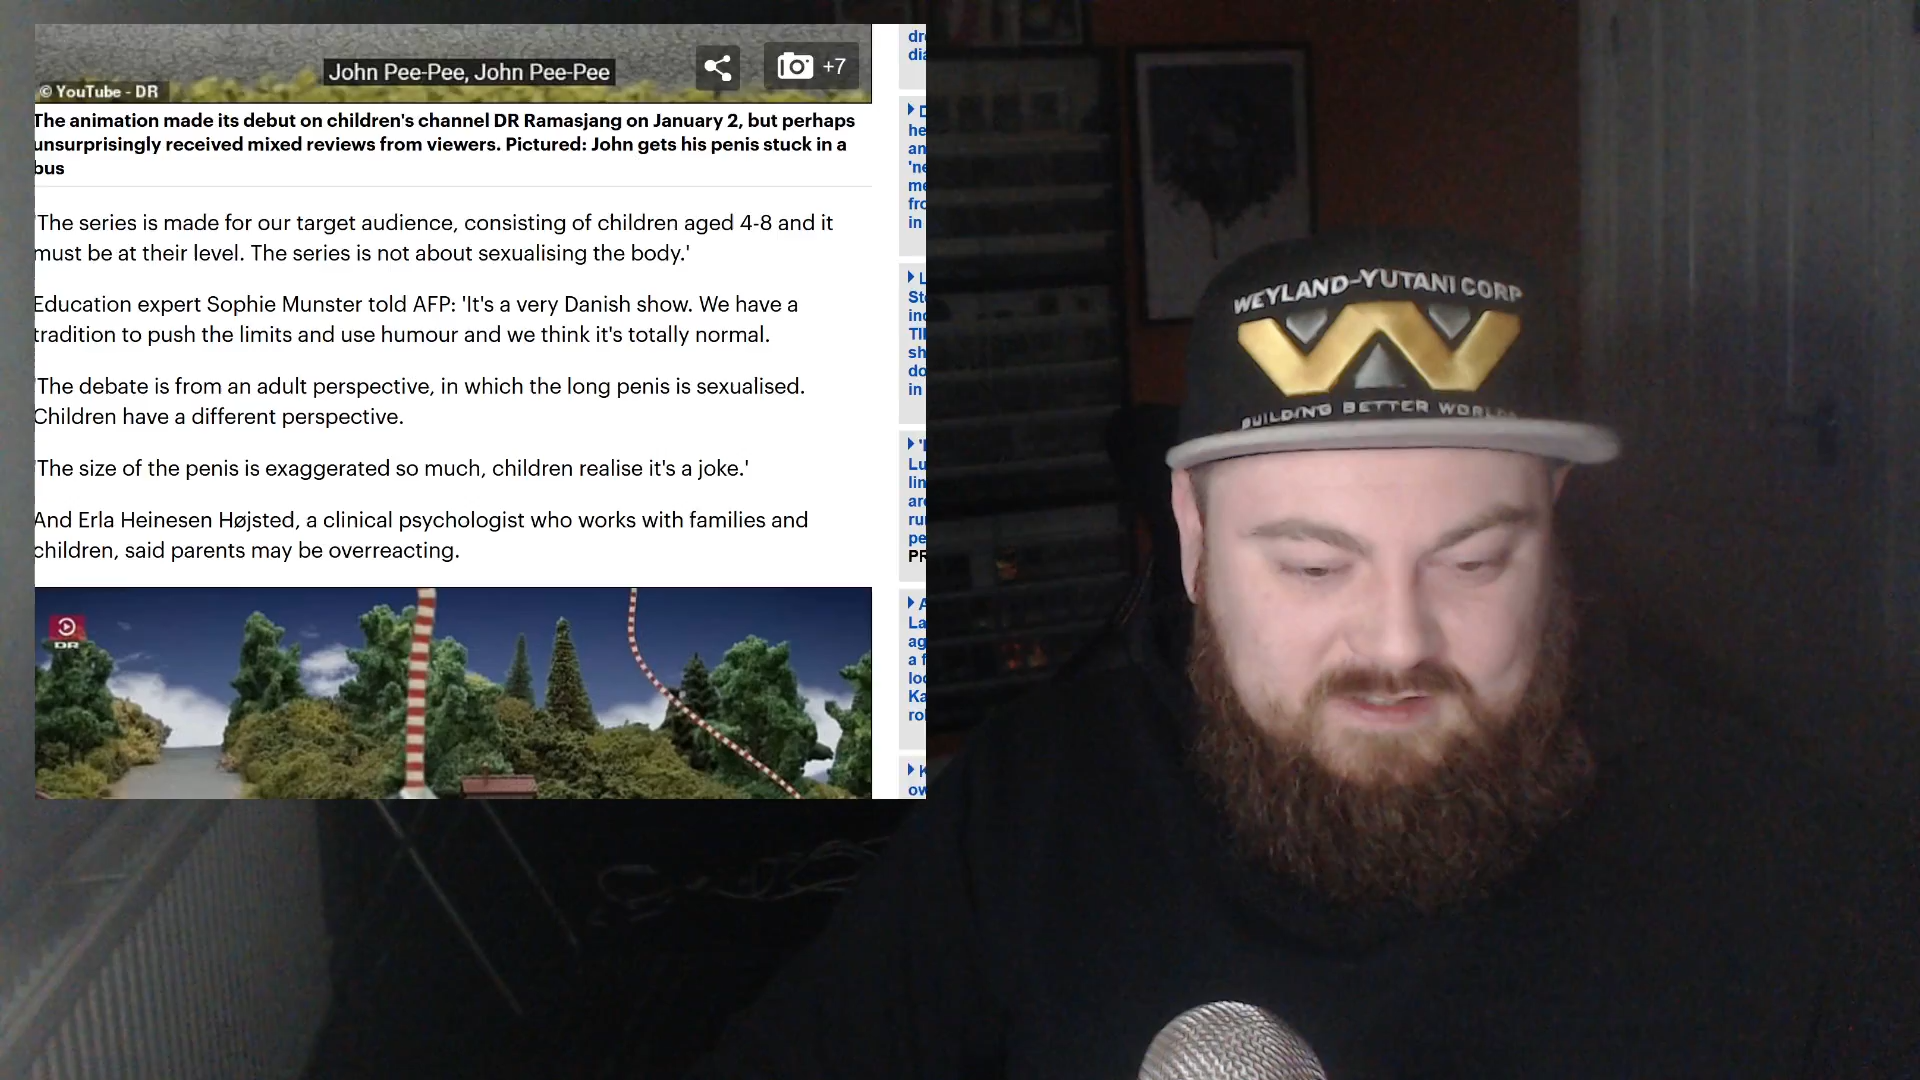 John Pee-Pee, John Pee-Pee
+7
© YouTube - DR
The animation made its debut on children's channel DR Ramasjang on January 2, but perhaps
unsurprisingly received mixed reviews from viewers. Pictured: John gets his penis stuck in a
bus
'The series is made for our target audience, consisting of children aged 4-8 and it
must be at their level. The series is not about sexualising the body.'
Education expert Sophie Munster told AFP: 'It's a very Danish show. We have a
tradition to push the limits and use humour and we think it's totally normal.
'The debate is from an adult perspective, in which the long penis is sexualised.
Children have a different perspective.
'The size of the penis is exaggerated so much, children realise it's a joke.'
And Erla Heinesen Højsted, a clinical psychologist who works with families and
children, said parents may be overreacting.
DR
WEYLAND-YUTANI CORP
BUILDING BETTER WORLDS